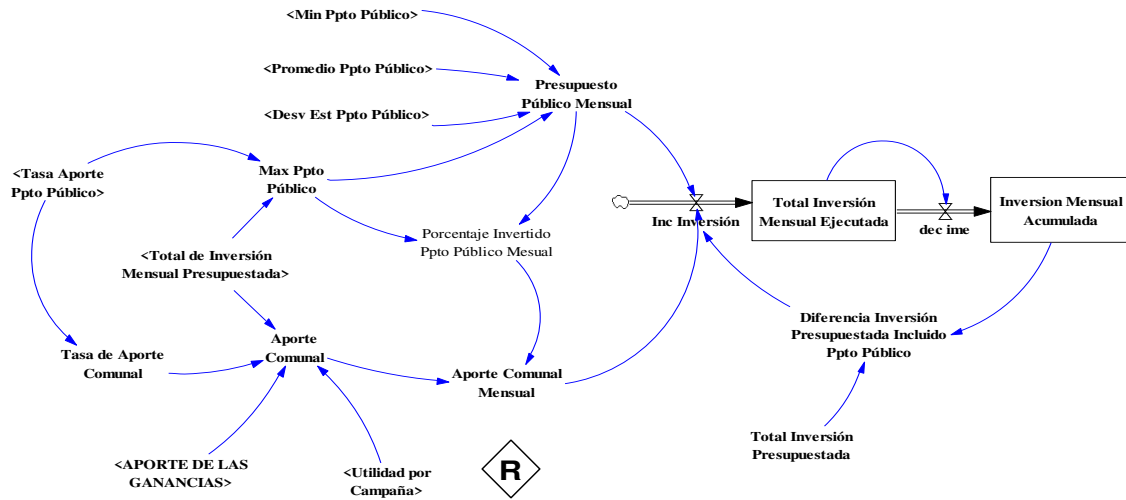 <Min Ppto Público>
<Promedio Ppto Público>
<Desv Est Ppto Público>
Presupuesto
Público Mensual
<Tasa Aporte
Ppto Público>
Max Ppto
Público
Porcentaje Invertido
Ppto Público Mesual
<Total de Inversión
Mensual Presupuestada>
Inc Inversión
Total Inversión
Mensual Ejecutada
dec ime
Inversion Mensual
Acumulada
Diferencia Inversión
Presupuestada Incluido
Ppto Público
Tasa de Aporte
Comunal
Aporte
Comunal
Aporte Comunal
Mensual
Total Inversión
Presupuestada
<APORTE DE LAS
GANANCIAS>
<Utilidad por
Campaña>
R